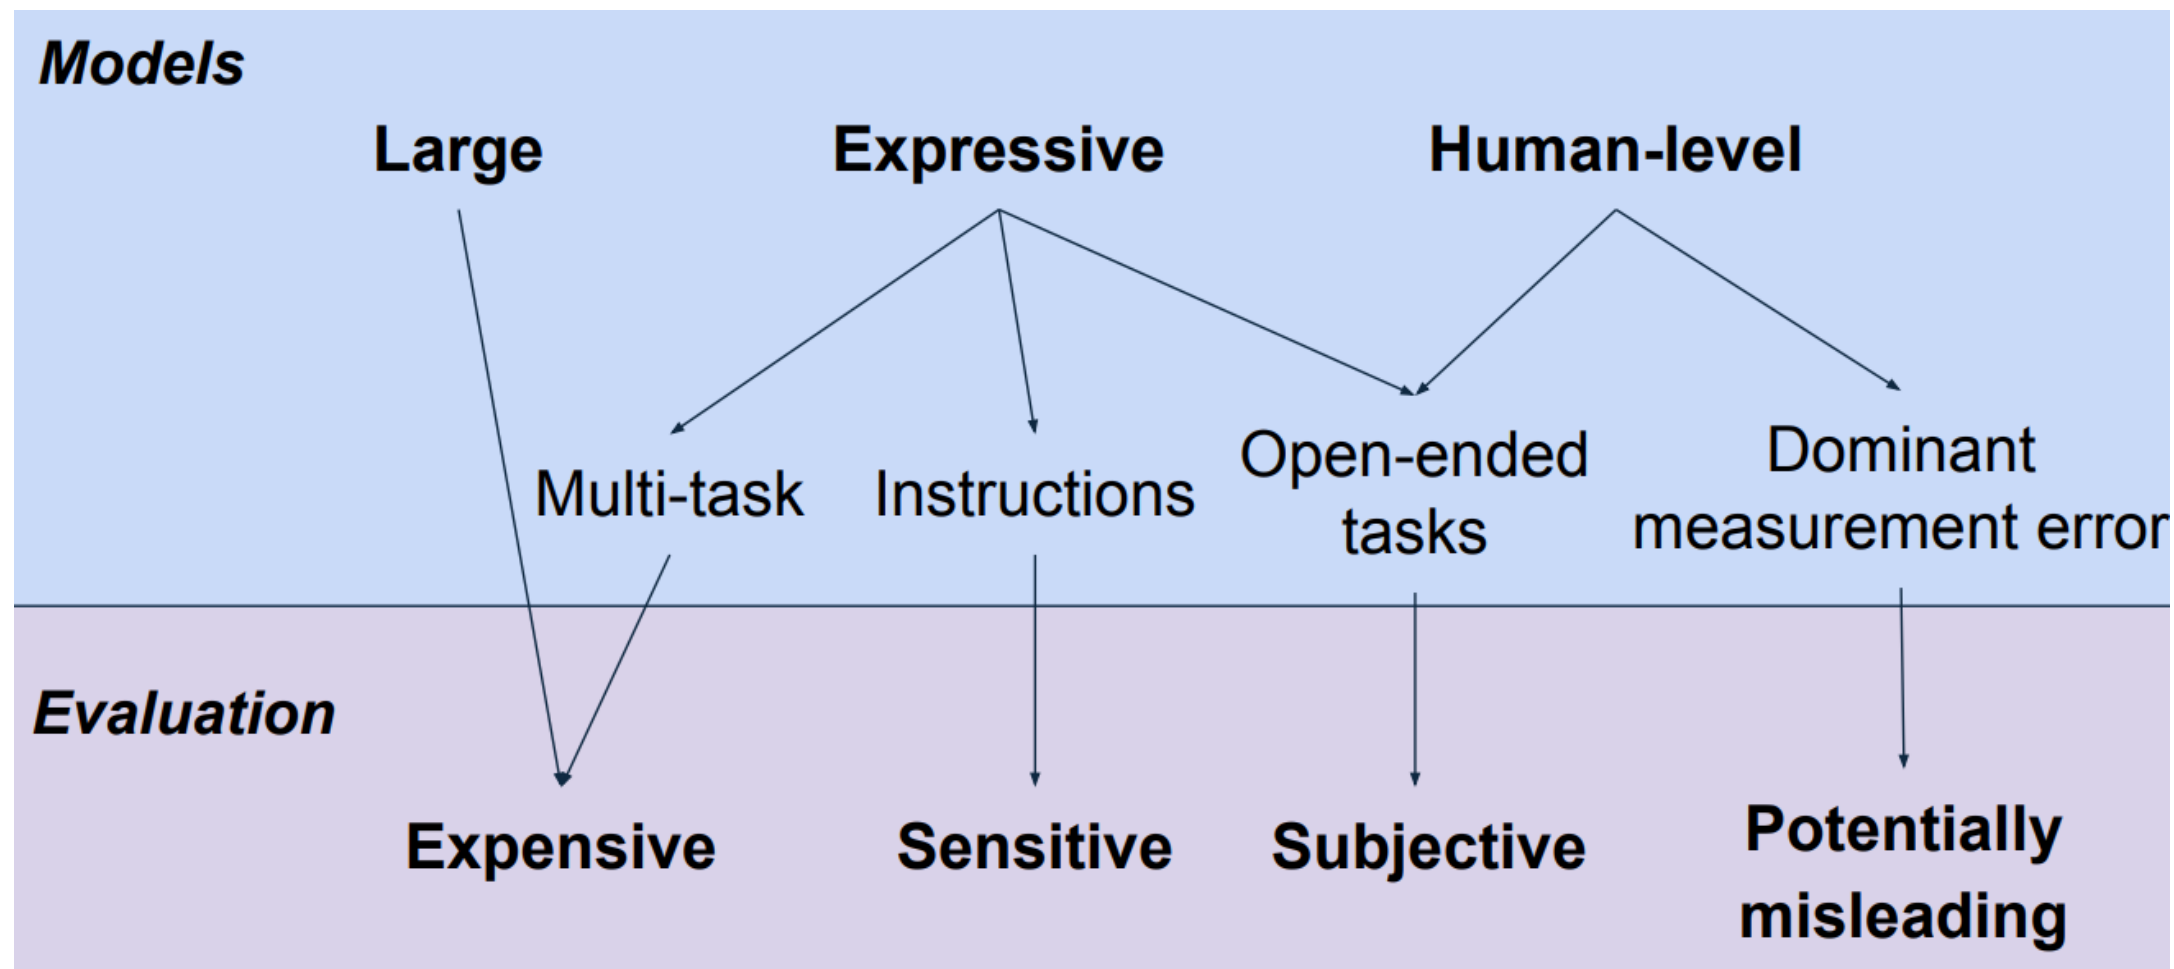 Models
Large
Expressive
Human-level
Multi-task
Instructions
Open-ended
tasks
Dominant
measurement error
Evaluation
Expensive
Sensitive
Subjective
Potentially
misleading